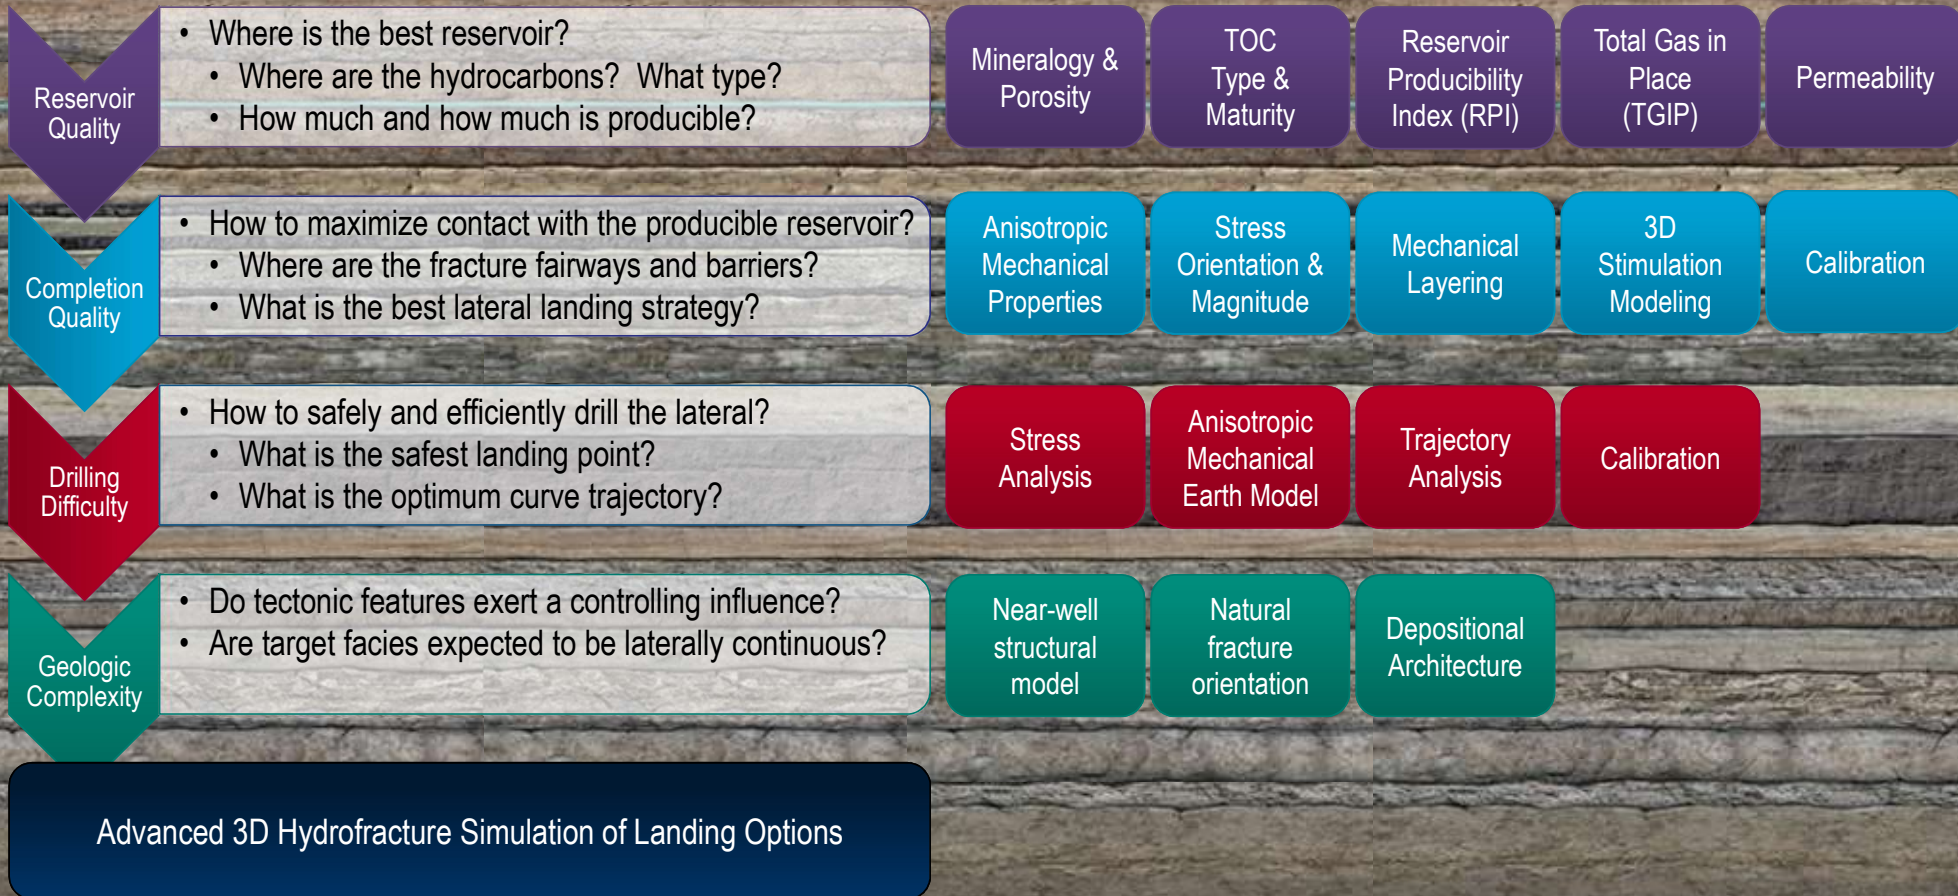 Reservoir
Quality
• Where is the best reservoir?
• Where are the hydrocarbons? What type?
• How much and how much is producible?
Mineralogy &
Porosity
TOC
Type &
Maturity
Reservoir
Producibility
Index (RPI)
Total Gas in
Place
(TGIP)
Permeability
Completion
Quality
• How to maximize contact with the producible reservoir?
• Where are the fracture fairways and barriers?
• What is the best lateral landing strategy?
Anisotropic
Mechanical
Properties
Stress
Orientation &
Magnitude
Mechanical
Layering
3D
Stimulation
Modeling
Calibration
Drilling
Difficulty
• How to safely and efficiently drill the lateral?
• What is the safest landing point?
• What is the optimum curve trajectory?
Stress
Analysis
Anisotropic
Mechanical
Earth Model
Trajectory
Analysis
Calibration
Geologic
Complexity
• Do tectonic features exert a controlling influence?
• Are target facies expected to be laterally continuous?
Near-well
structural
model
Natural
fracture
orientation
Depositional
Architecture
Advanced 3D Hydrofracture Simulation of Landing Options